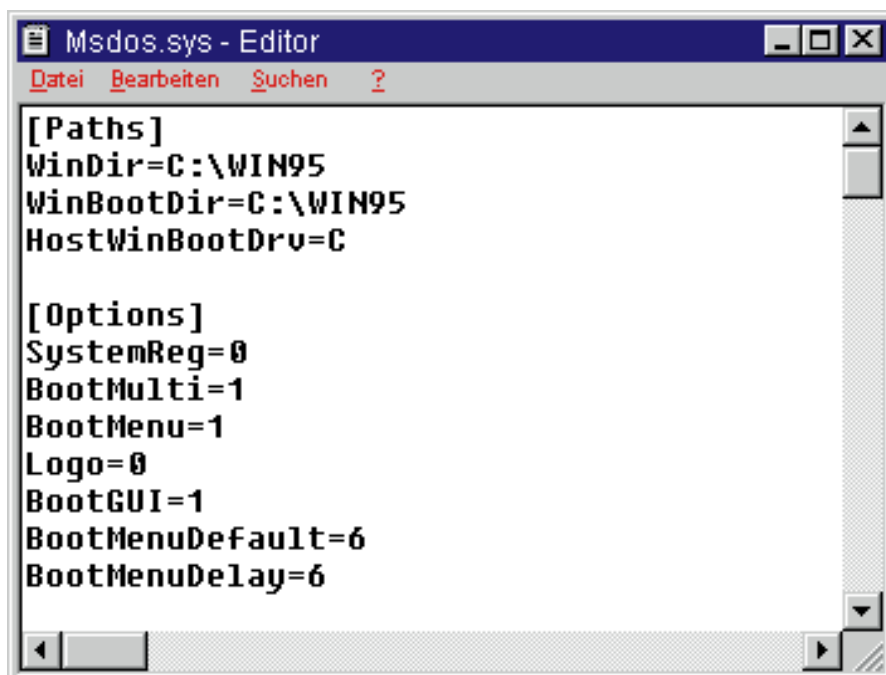 Msdos.sys - Editor
Datei Bearbeiten Suchen ?
[Paths]
WinDir=C:\WIN95
WinBootDir=C:\WIN95
HostWinBootDrv=C
[Options]
SystemReg=0
BootMulti=1
BootMenu=1
Logo=0
BootGUI=1
BootMenuDefault=6
BootMenuDelay=6